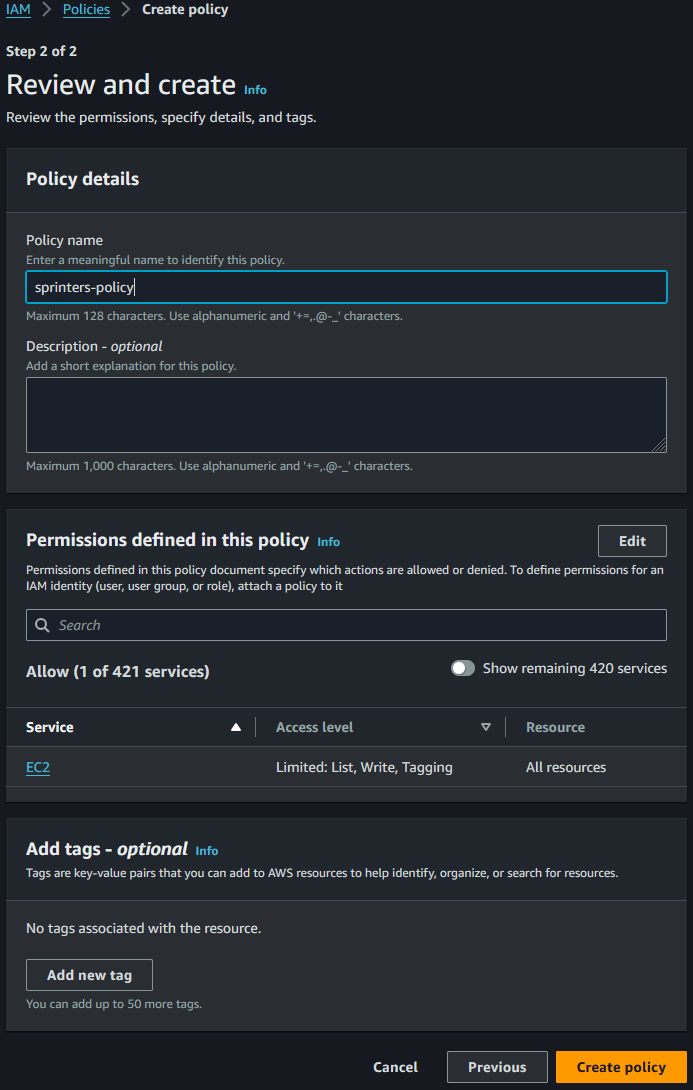 IAM > Policies > Create policy
Step 2 of 2
Review and create Info
Review the permissions, specify details, and tags.
Policy details
Policy name
Enter a meaningful name to identify this policy.
sprinters-policy
Maximum 128 characters. Use alphanumeric and '+=,.@-_' characters.
Description - optional
Add a short explanation for this policy.
Maximum 1,000 characters. Use alphanumeric and '+=,.@-_' characters.
Permissions defined in this policy Info
Edit
Permissions defined in this policy document specify which actions are allowed or denied. To define permissions for an
IAM identity (user, user group, or role), attach a policy to it
Search
Allow (1 of 421 services)
Show remaining 420 services
Service Access level Resource
EC2 Limited: List, Write, Tagging All resources
Add tags - optional Info
Tags are key-value pairs that you can add to AWS resources to help identify, organize, or search for resources.
No tags associated with the resource.
Add new tag
You can add up to 50 more tags.
Cancel Previous Create policy